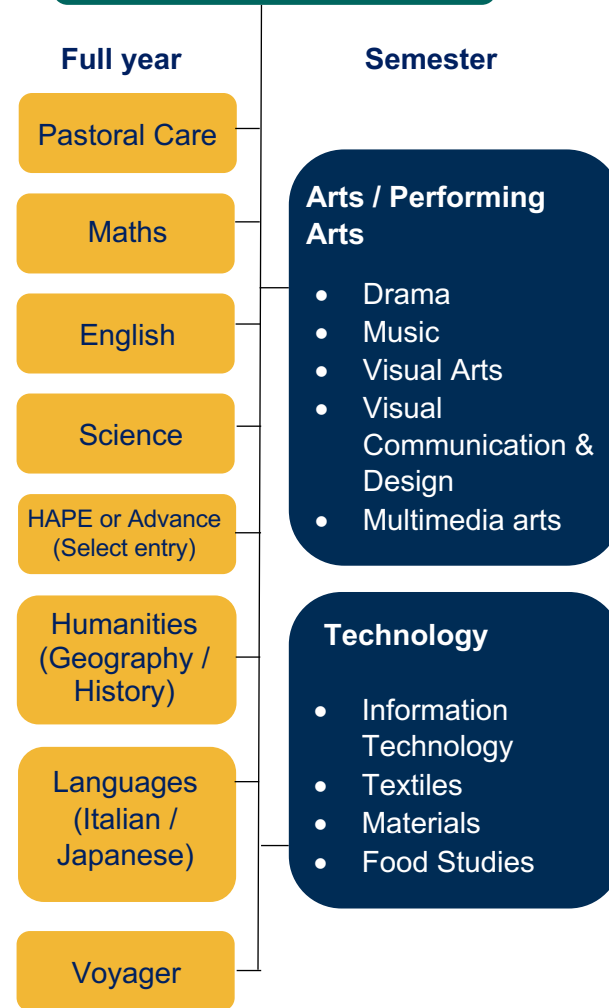 Full year
Pastoral Care
Maths
English
Science
HAPE or Advance
(Select entry)
Humanities
(Geography /
History)
Languages
(Italian /
Japanese)
Voyager
Semester
Arts / Performing
Arts
• Drama
• Music
• Visual Arts
• Visual
Communication &
Design
• Multimedia arts
Technology
• Information
Technology
• Textiles
• Materials
• Food Studies